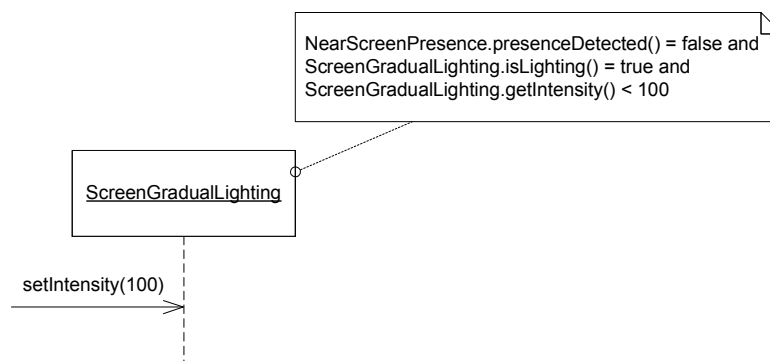 NearScreenPresence.presenceDetected() = false and
ScreenGradualLighting.isLighting() = true and
ScreenGradualLighting.getIntensity() < 100
ScreenGradualLighting
setIntensity(100)